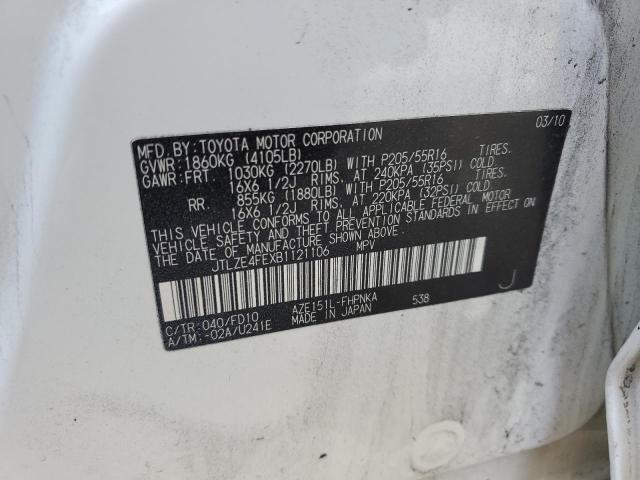 03/10
MFD. BY: TOYOTA MOTOR CORPORATION
GVWR: 1860KG (4105LB)
GAWR: FRT 1030KG (2270LB) WITH P205/55R16 TIRES.
16X6 1/2J RIMS. AT 240KPA (35PSI) COLD.
RR. 855KG (1880LB) WITH P205/55R16 TIRES.
16X6 1/2J RIMS. AT 220KPA (32PSI) COLD.
THIS VEHICLE CONFORMS TO ALL APPLICABLE FEDERAL MOTOR
VEHICLE SAFETY AND THEFT PREVENTION STANDARDS IN EFFECT
ON THE DATE OF MANUFACTURE SHOWN ABOVE.
JTLZE4FEXB1121106 MPV
J
C/TR: 040/FD10 AZE151L-FHPNKA 538
A/TM: -02A/U241E MADE IN JAPAN